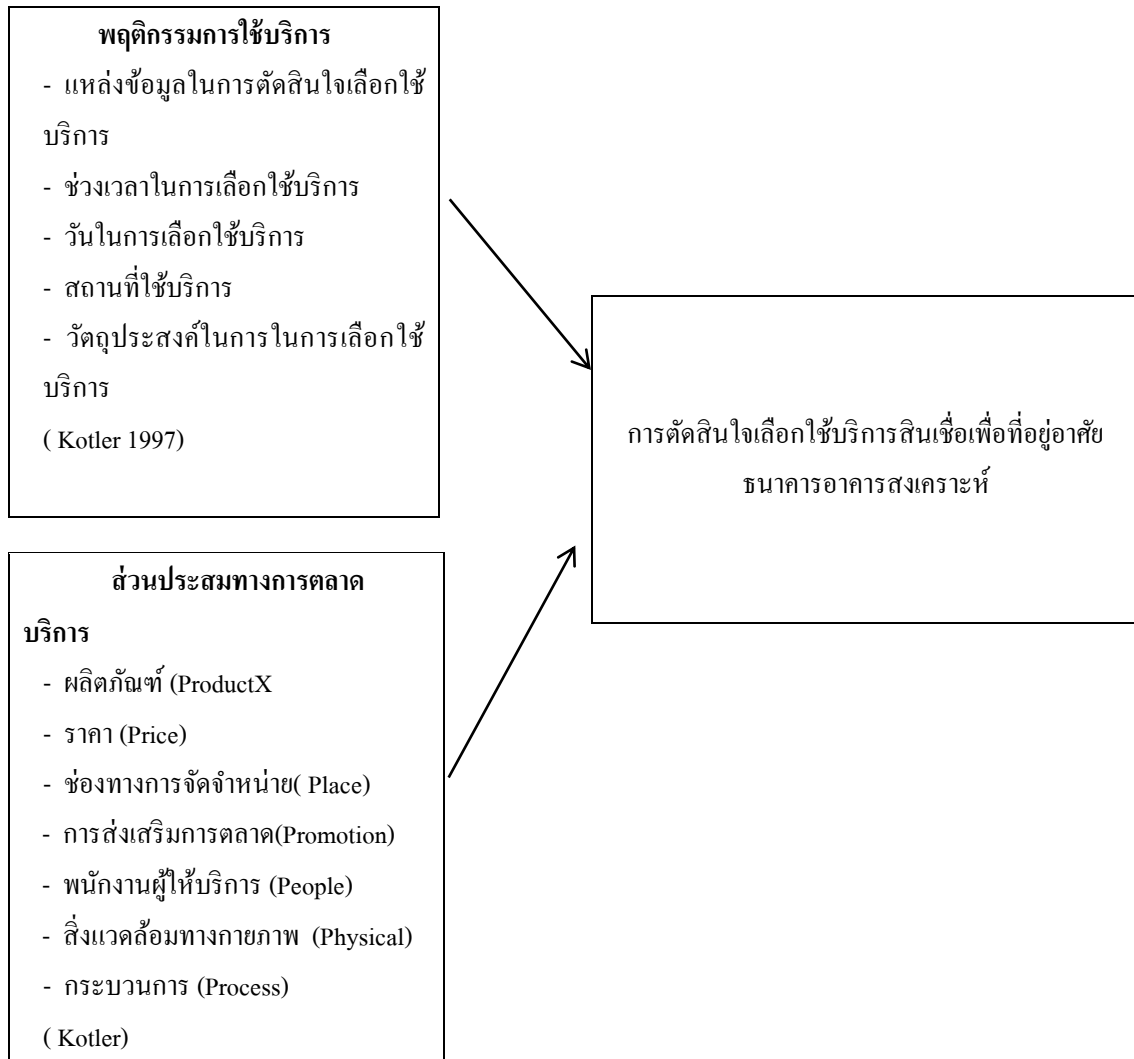 พฤติกรรมการใช้บริการ
- แหล่งข้อมูลในการตัดสินใจเลือกใช้
บริการ
- ช่วงเวลาในการเลือกใช้บริการ
- วันในการเลือกใช้บริการ
- สถานที่ใช้บริการ
- วัตถุประสงค์ในการในการเลือกใช้
บริการ
( Kotler 1997)
การตัดสินใจเลือกใช้บริการสินเชื่อเพื่อที่อยู่อาศัย
ธนาคารอาคารสงเคราะห์
ส่วนประสมทางการตลาด
บริการ
- ผลิตภัณฑ์ (ProductX
- ราคา (Price)
- ช่องทางการจัดจำหน่าย( Place)
- การส่งเสริมการตลาด(Promotion)
- พนักงานผู้ให้บริการ (People)
- สิ่งแวดล้อมทางกายภาพ (Physical)
- กระบวนการ (Process)
( Kotler)